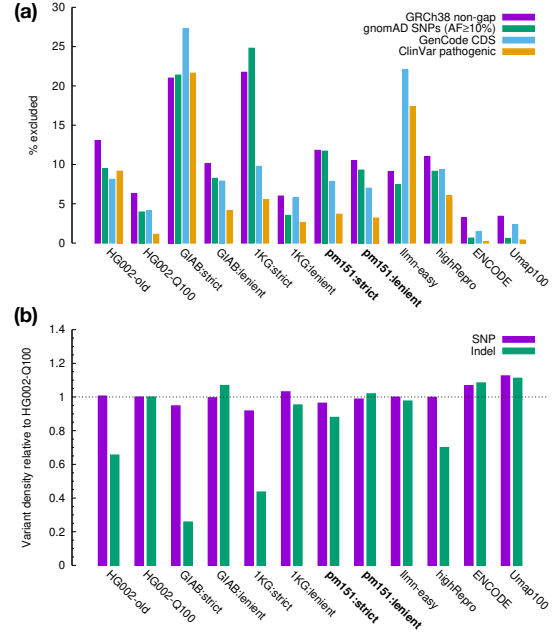 (a)
GRCh38 non-gap
gnomAD SNPs (AF≥10%)
GenCode CDS
ClinVar pathogenic
% excluded
30
25
20
15
10
5
0
HG002-old
HG002-Q100
GIAB:strict
GIAB:lenient
1KG:strict
1KG:lenient
pm151:strict
pm151:lenient
llmn-easy
highRepro
ENCODE
Umap100
(b)
SNP
Indel
Variant density relative to HG002-Q100
1.4
1.2
1
0.8
0.6
0.4
0.2
0
HG002-old
HG002-Q100
GIAB:strict
GIAB:lenient
1KG:strict
1KG:lenient
pm151:strict
pm151:lenient
llmn-easy
highRepro
ENCODE
Umap100